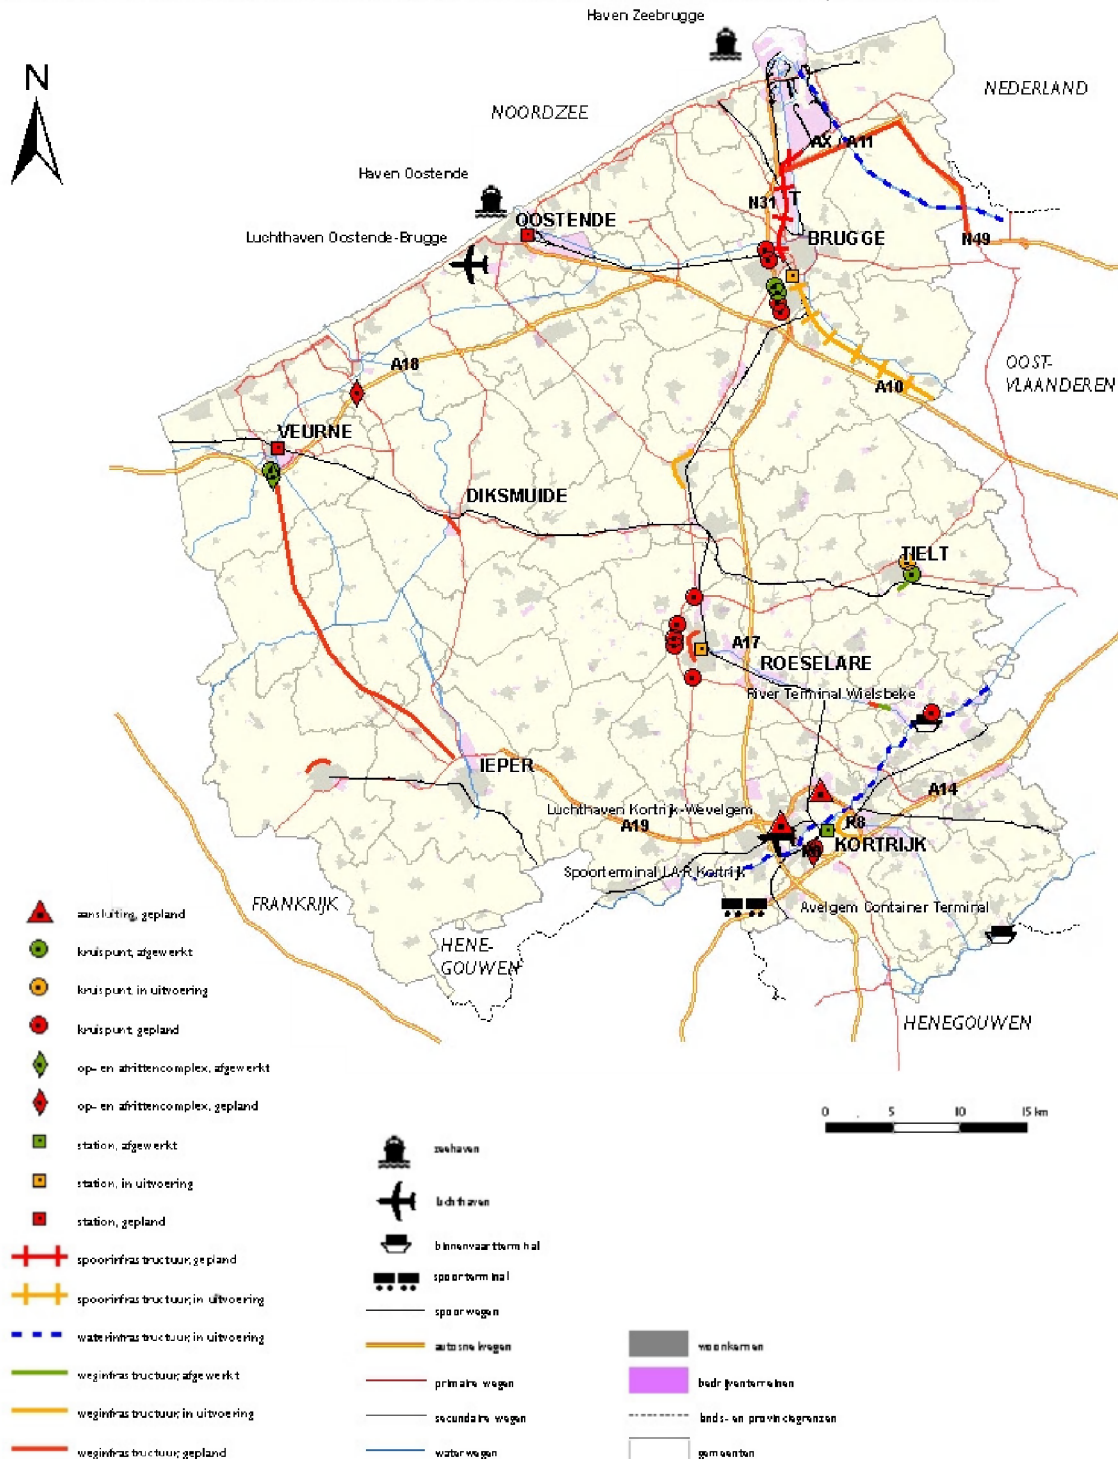 Haven Zeebrugge
N
NEDERLAND
NOORDZEE
AX / A11
Haven Oostende
N31
T
OOSTENDE
Luchthaven Oostende-Brugge
BRUGGE
N49
A18
OOST-
VLAANDEREN
A10
VEURNE
DIKSMUIDE
TIELT
A17
ROESELARE
River Terminal Wielsbeke
IEPER
A14
Luchthaven Kortrijk-Wevelgem
A19
R8
KORTRIJK
Spoorterminal LAR Kortrijk
FRANKRIJK
Avelgem Container Terminal
HENE-
GOUWEN
HENEGOUWEN
aansluiting, gepland
kruispunt, afgewerkt
kruispunt, in uitvoering
kruispunt, gepland
op- en afrittencomplex, afgewerkt
op- en afrittencomplex, gepland
station, afgewerkt
station, in uitvoering
station, gepland
spoorinfrastructuur, gepland
spoorinfrastructuur, in uitvoering
waterinfrastructuur, in uitvoering
weginfrastructuur, afgewerkt
weginfrastructuur, in uitvoering
weginfrastructuur, gepland
0 5 10 15 km
zeehaven
luchthaven
binnenvaartterminal
spoorterminal
spoorwegen
autosnelwegen
primaire wegen
secundaire wegen
waterwegen
woonkernen
bedrijventerreinen
lands- en provinciegrenzen
gemeenten